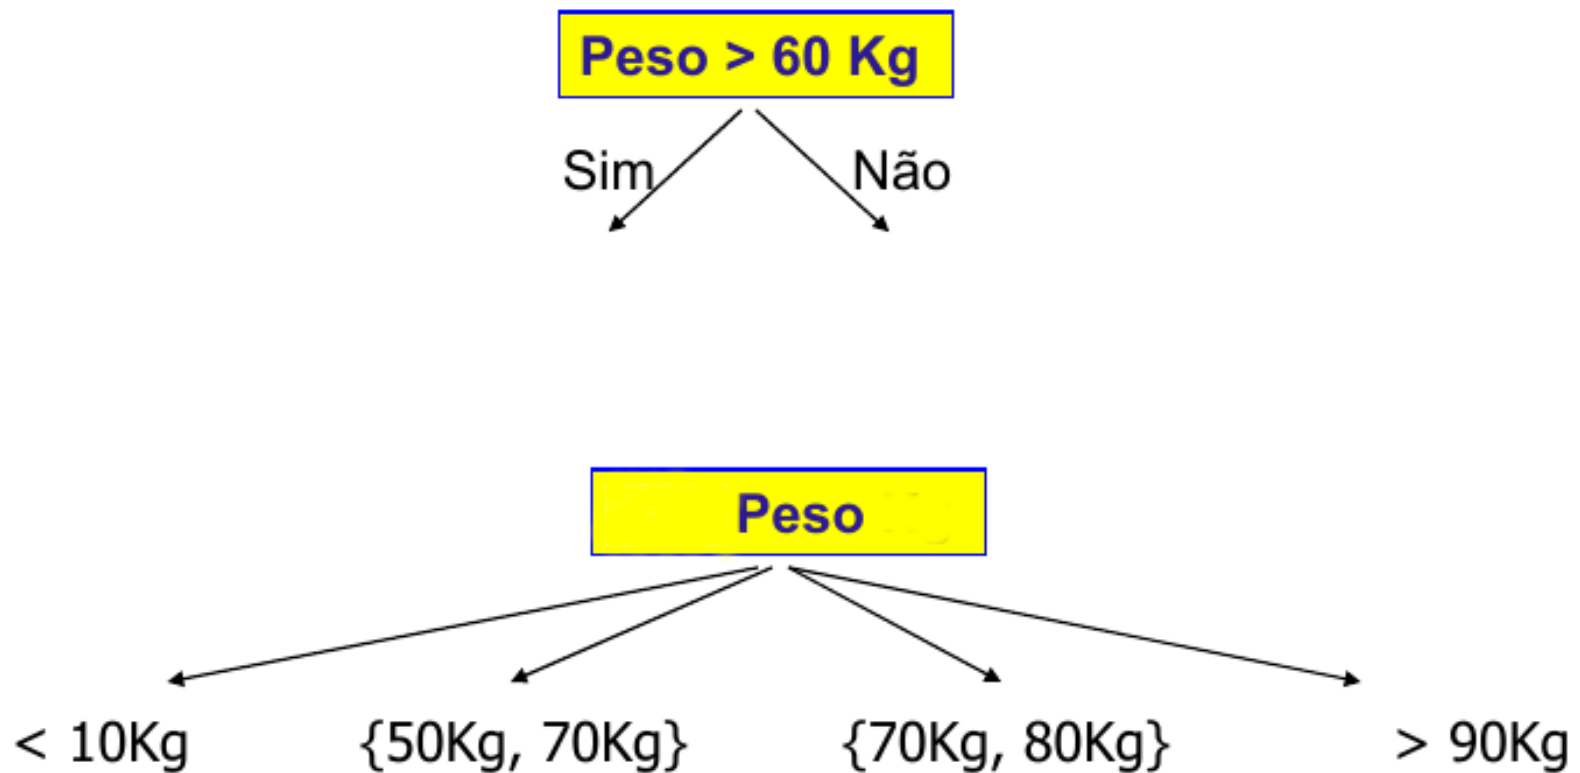 Peso > 60 Kg
Sim Não
Peso
< 10Kg {50Kg, 70Kg} {70Kg, 80Kg} > 90Kg